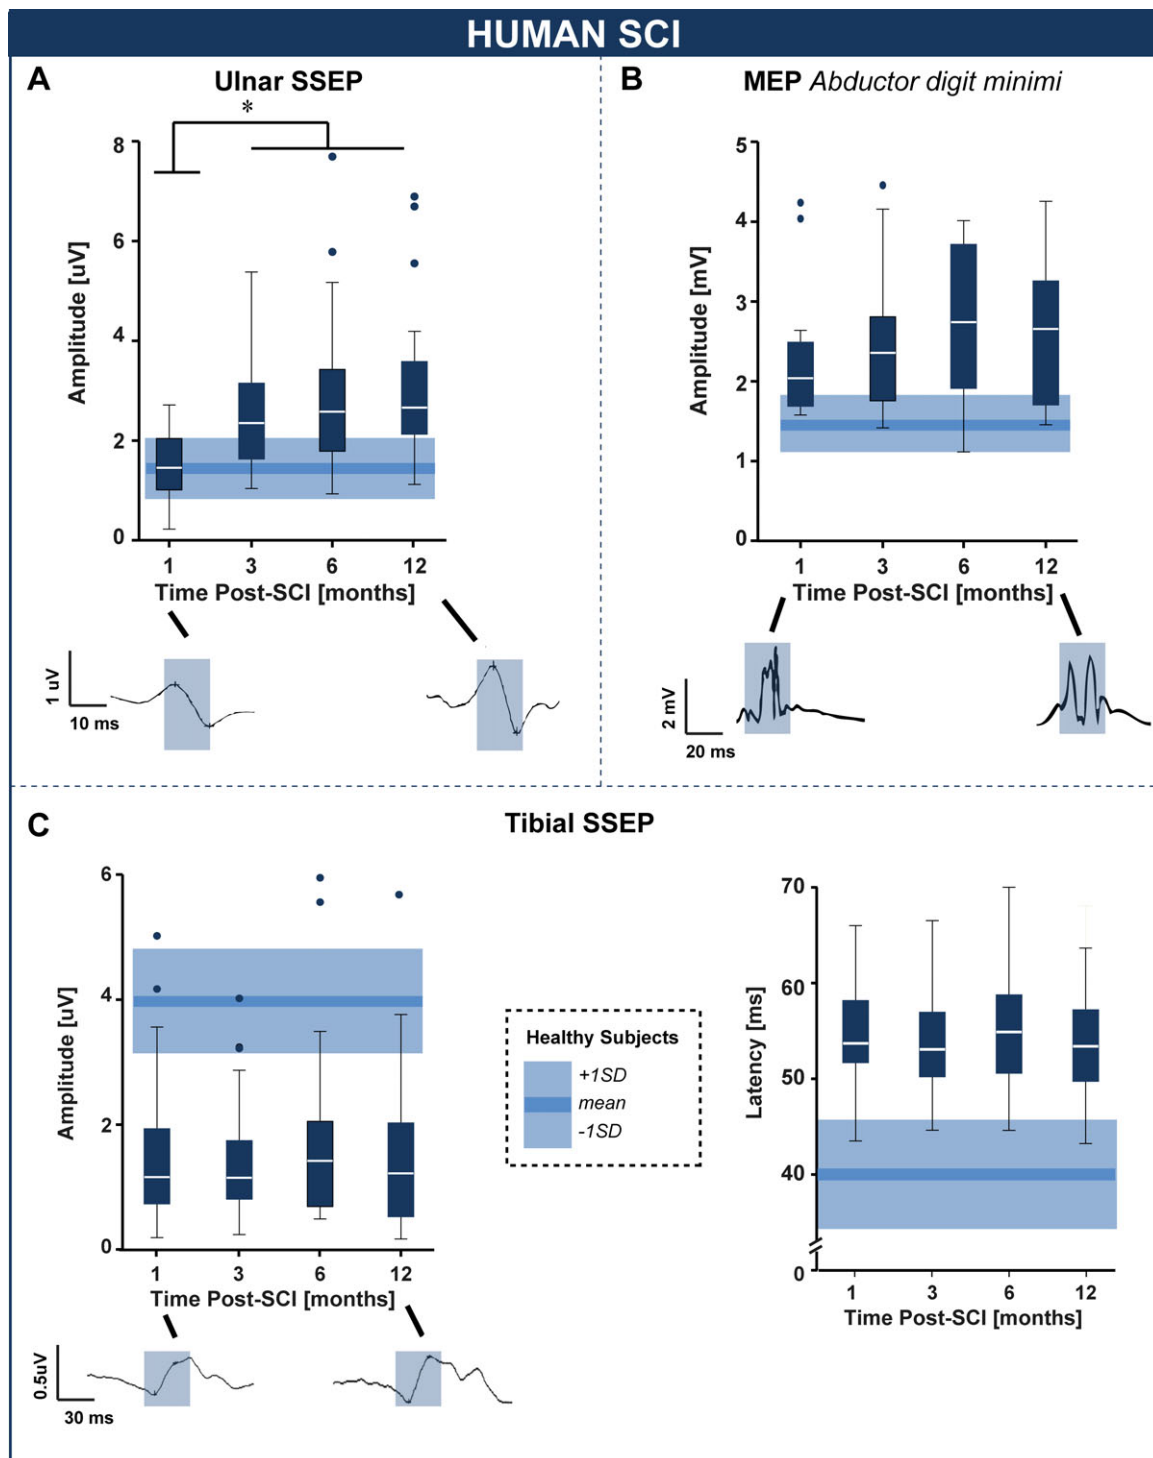 HUMAN SCI
A
Ulnar SSEP
*
8
6
4
2
0
Amplitude [uV]
1 3 6 12
Time Post-SCI [months]
1 uV
10 ms
B
MEP Abductor digit minimi
5
4
3
2
1
0
Amplitude [mV]
1 3 6 12
Time Post-SCI [months]
2 mV
20 ms
C
Tibial SSEP
6
4
2
0
Amplitude [uV]
1 3 6 12
Time Post-SCI [months]
0.5uV
30 ms
Healthy Subjects
+1SD
mean
-1SD
70
60
50
40
0
Latency [ms]
1 3 6 12
Time Post-SCI [months]